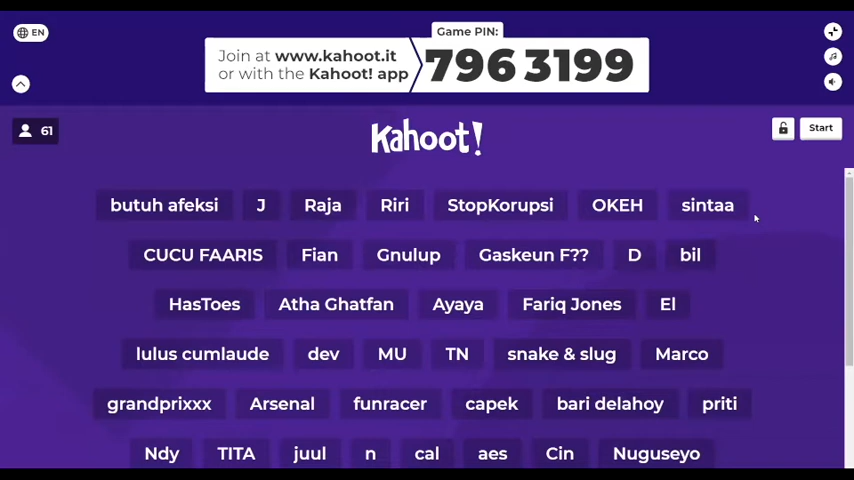 EN
Game PIN:
Join at www.kahoot.it
or with the Kahoot! app
796 3199
61
Kahoot!
Start
butuh afeksi J Raja Riri StopKorupsi OKEH sintaa
CUCU FAARIS Fian Gnulup Gaskeun F?? D bil
HasToes Atha Ghatfan Ayaya Fariq Jones El
lulus cumlaude dev MU TN snake & slug Marco
grandprixxx Arsenal funracer capek bari delahoy priti
Ndy TITA juul n cal aes Cin Nuguseyo